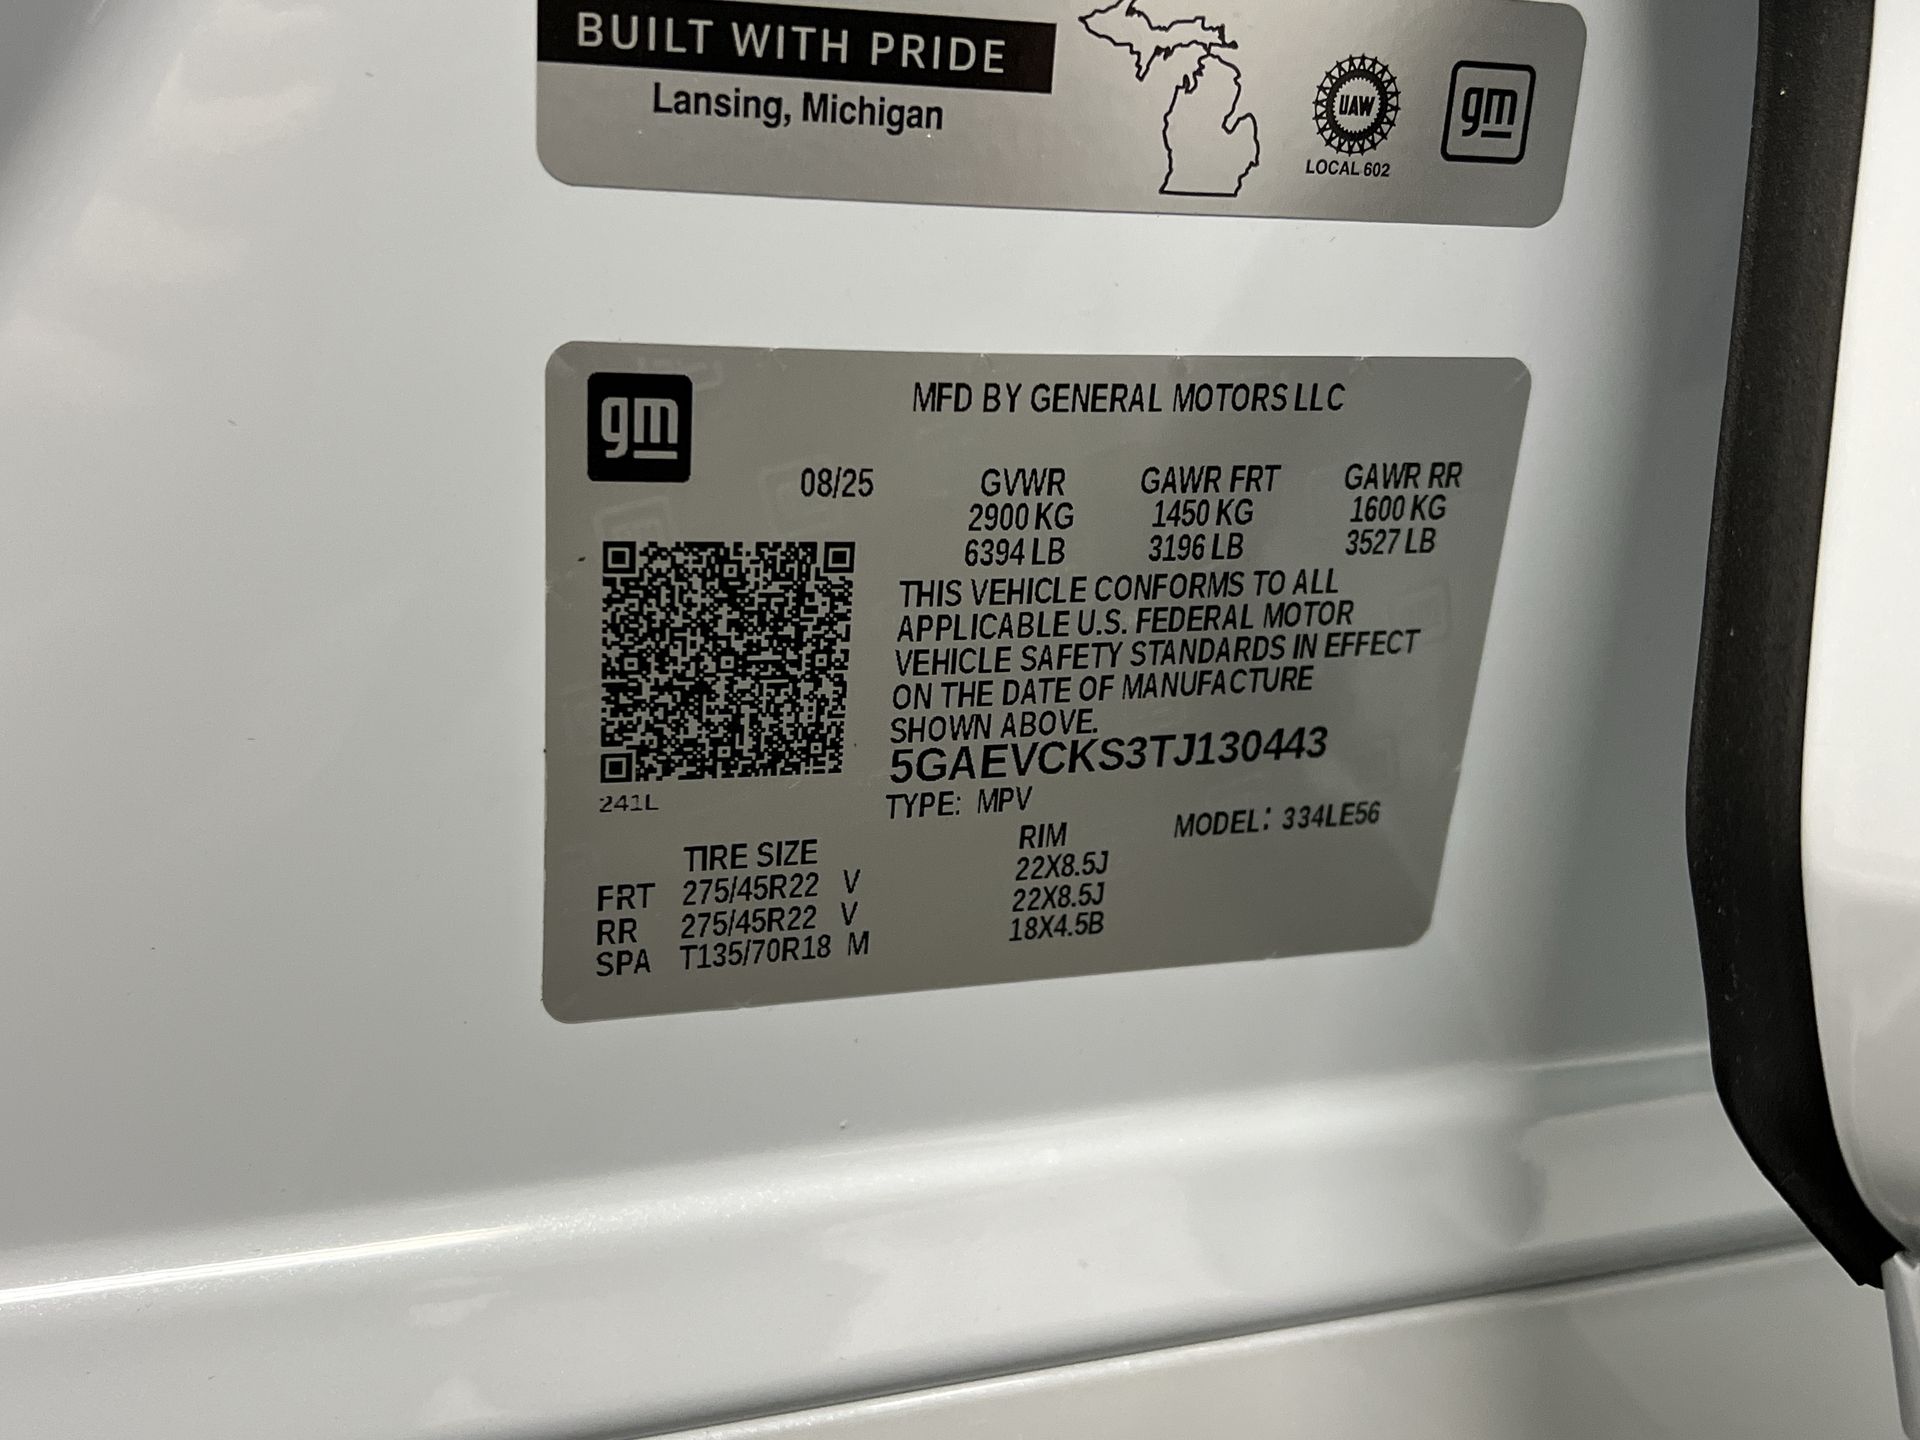 BUILT WITH PRIDE
Lansing, Michigan
UAW
LOCAL 602
gm
gm
MFD BY GENERAL MOTORS LLC
08/25 GVWR GAWR FRT GAWR RR
2900 KG 1450 KG 1600 KG
6394 LB 3196 LB 3527 LB
THIS VEHICLE CONFORMS TO ALL
APPLICABLE U.S. FEDERAL MOTOR
VEHICLE SAFETY STANDARDS IN EFFECT
ON THE DATE OF MANUFACTURE
SHOWN ABOVE.
5GAEVCKS3TJ130443
241L
TYPE: MPV MODEL: 334LE56
TIRE SIZE RIM
FRT 275/45R22 V 22X8.5J
RR 275/45R22 V 22X8.5J
SPA T135/70R18 M 18X4.5B